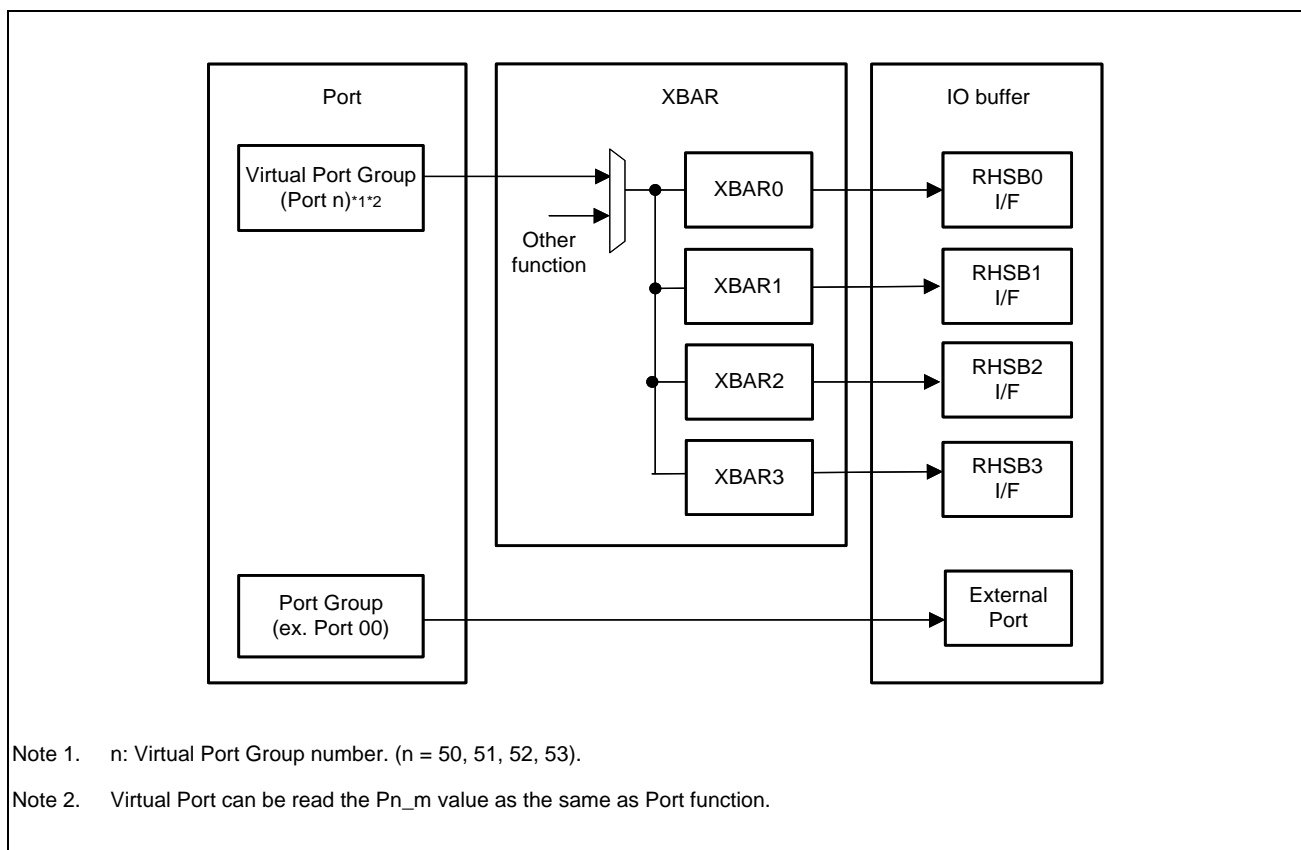 Port
XBAR
IO buffer
Virtual Port Group
(Port n)*1*2
Other
function
XBAR0
RHSB0
I/F
XBAR1
RHSB1
I/F
XBAR2
RHSB2
I/F
XBAR3
RHSB3
I/F
Port Group
(ex. Port 00)
External
Port
Note 1. n: Virtual Port Group number. (n = 50, 51, 52, 53).
Note 2. Virtual Port can be read the Pn_m value as the same as Port function.